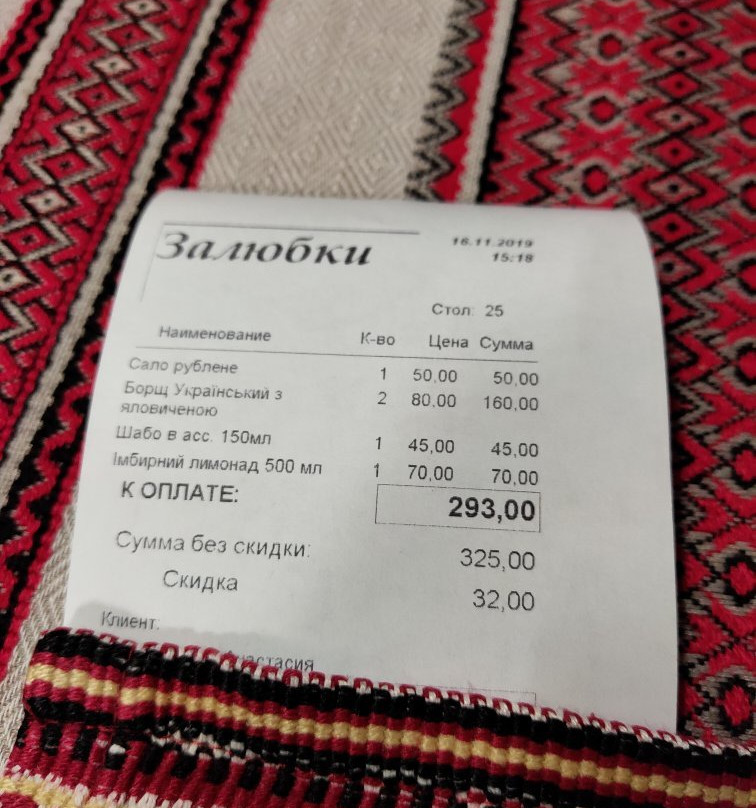 Залюбки
16.11.2019
15:18
Стол: 25
Наименование К-во Цена Сумма
Сало рублене 1 50,00 50,00
Борщ Український з 2 80,00 160,00
яловиченою
Шабо в асс. 150мл 1 45,00 45,00
Імбирний лимонад 500 мл 1 70,00 70,00
К ОПЛАТЕ: 293,00
Сумма без скидки: 325,00
Скидка 32,00
Клиент: